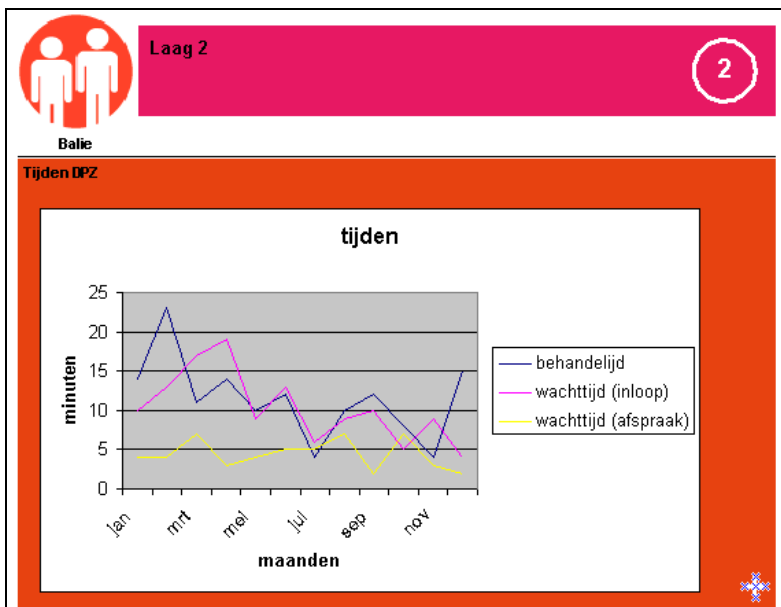 Laag 2
2
Balie
Tijden DPZ
tijden
25
20
15
10
5
0
minuten
jan
mrt
mei
jul
sep
nov
maanden
behandelijd
wachttijd (inloop)
wachttijd (afspraak)